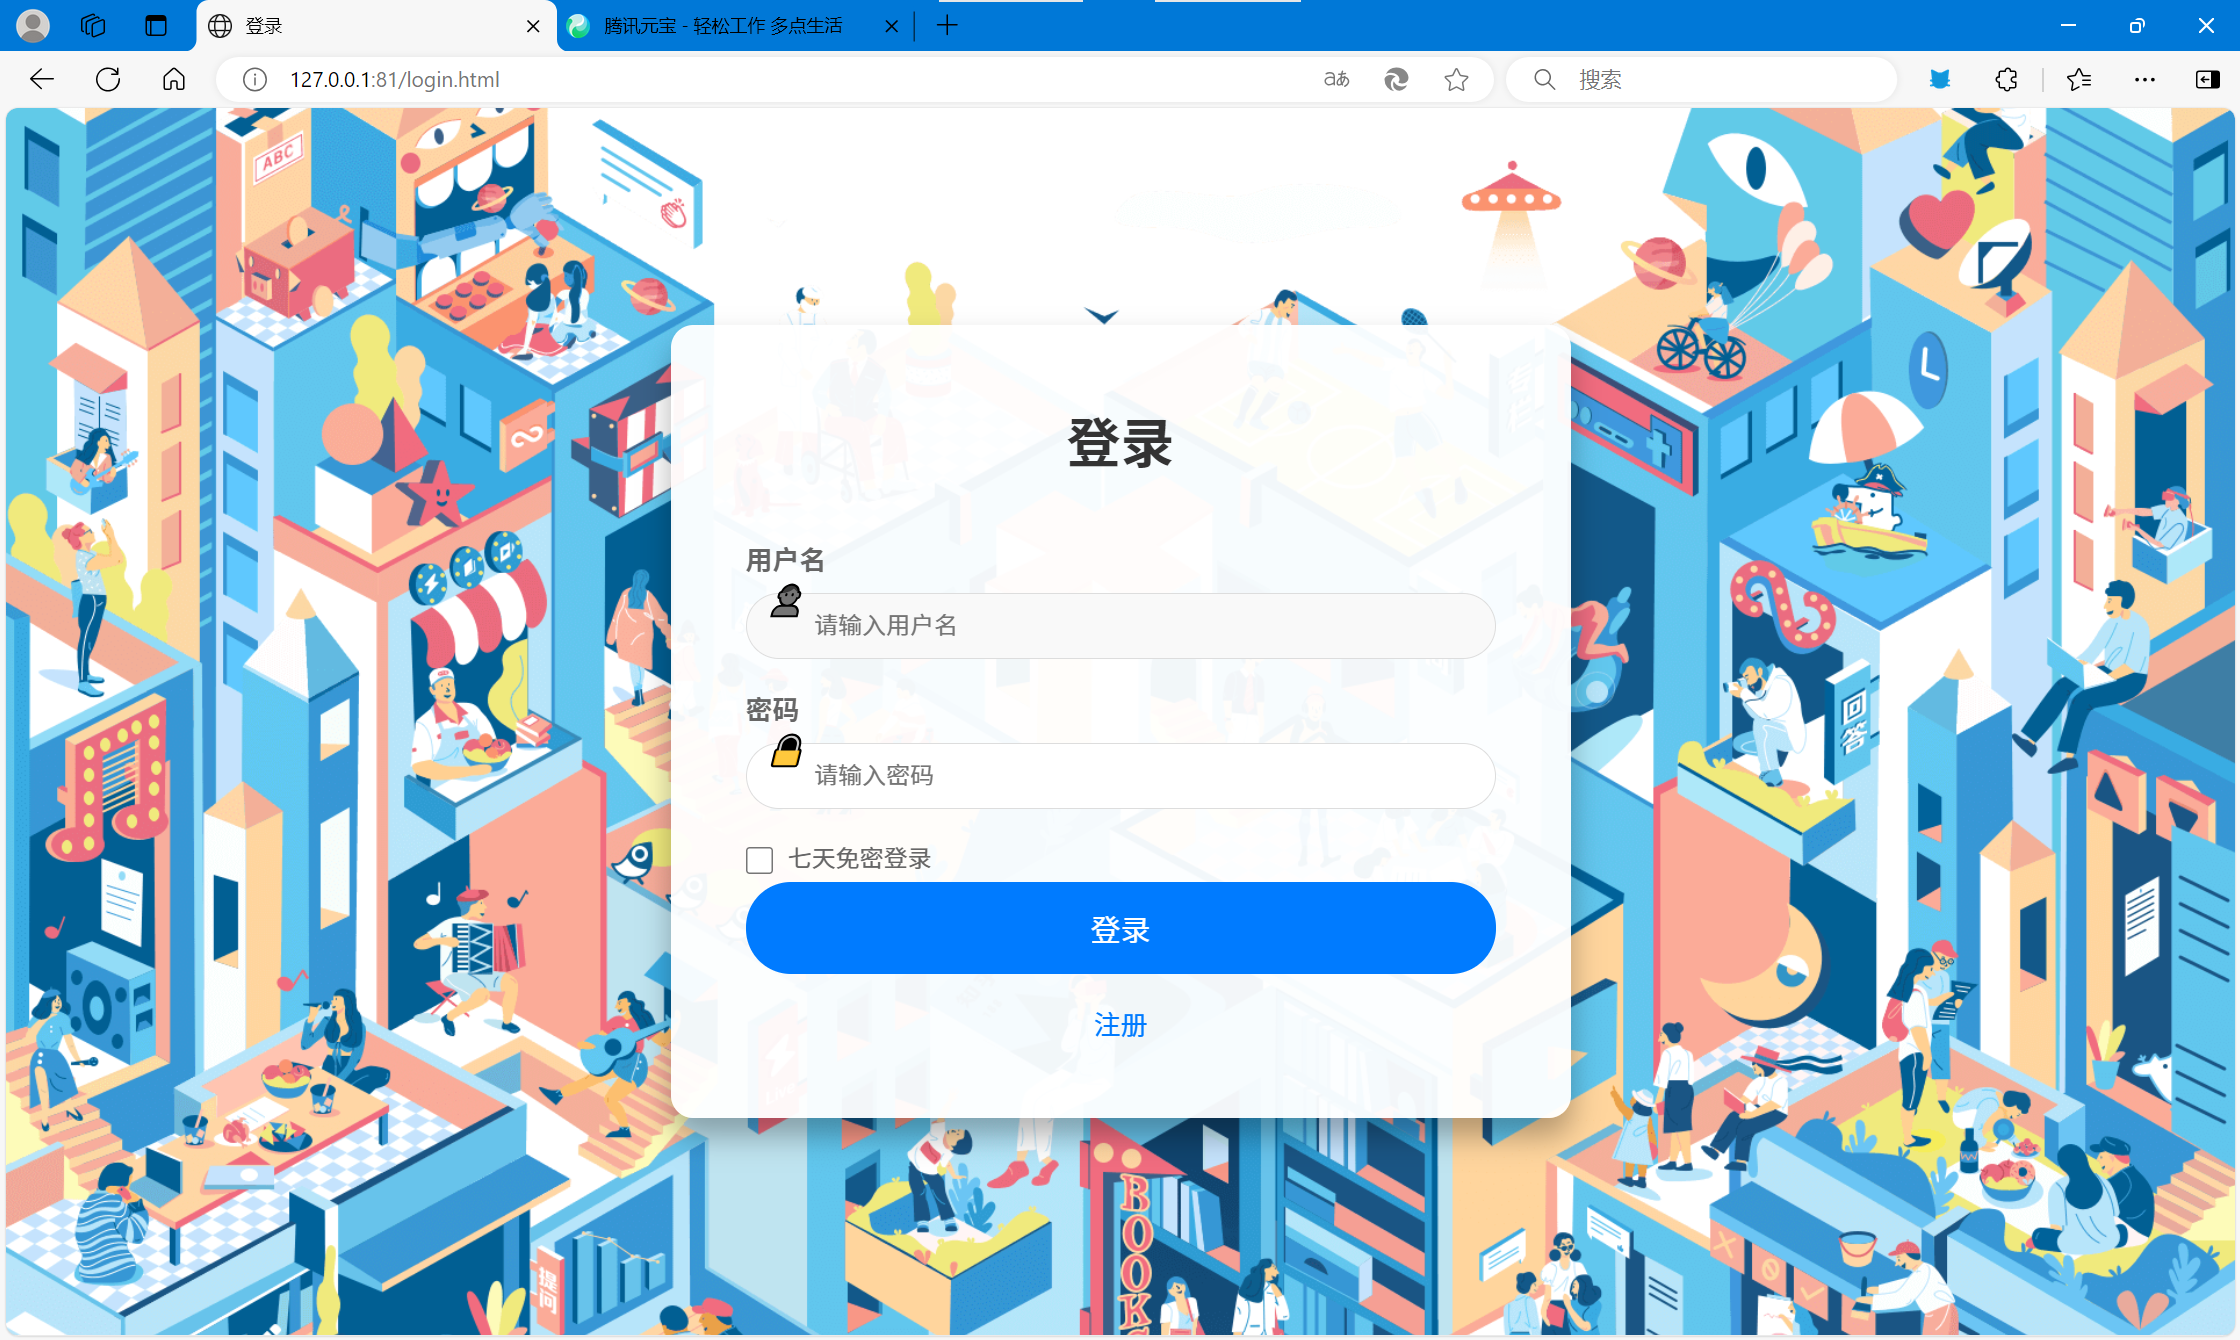 登录
腾讯元宝 - 轻松工作 多点生活
127.0.0.1:81/login.html
aあ
搜索
ABC
登录
用户名
请输入用户名
密码
请输入密码
七天免密登录
登录
注册
回答
提问
BOOK